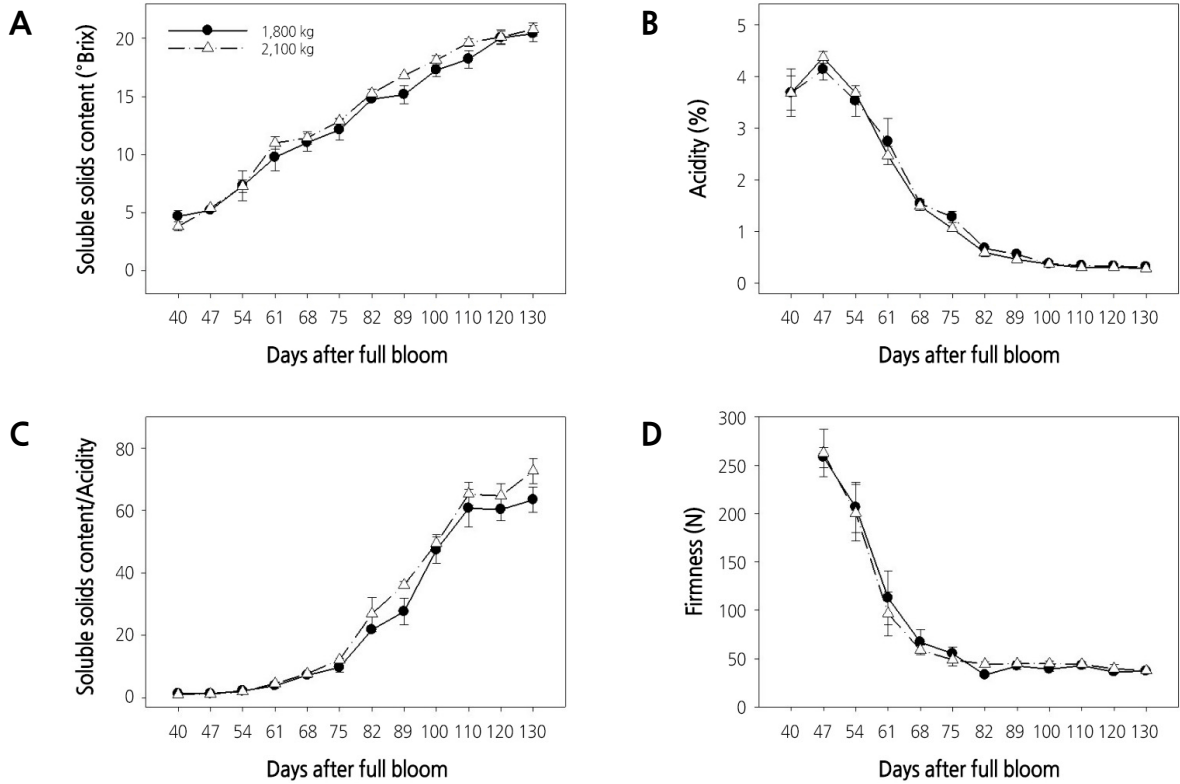 A
Soluble solids content (°Brix)
20
15
10
5
0
1,800 kg
2,100 kg
40 47 54 61 68 75 82 89 100 110 120 130
Days after full bloom
B
Acidity (%)
5
4
3
2
1
0
40 47 54 61 68 75 82 89 100 110 120 130
Days after full bloom
C
Soluble solids content/Acidity
80
60
40
20
0
40 47 54 61 68 75 82 89 100 110 120 130
Days after full bloom
D
Firmness (N)
300
250
200
150
100
50
0
40 47 54 61 68 75 82 89 100 110 120 130
Days after full bloom